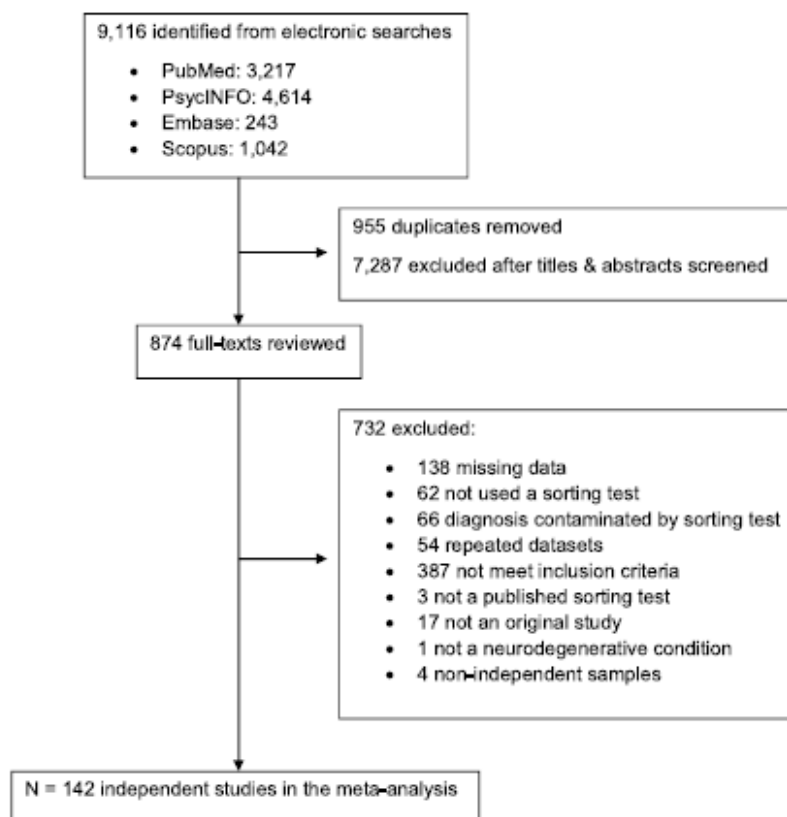 9,116 identified from electronic searches
• PubMed: 3,217
• PsycINFO: 4,614
• Embase: 243
• Scopus: 1,042
955 duplicates removed
7,287 excluded after titles & abstracts screened
874 full-texts reviewed
732 excluded:
• 138 missing data
• 62 not used a sorting test
• 66 diagnosis contaminated by sorting test
• 54 repeated datasets
• 387 not meet inclusion criteria
• 3 not a published sorting test
• 17 not an original study
• 1 not a neurodegenerative condition
• 4 non-independent samples
N = 142 independent studies in the meta-analysis